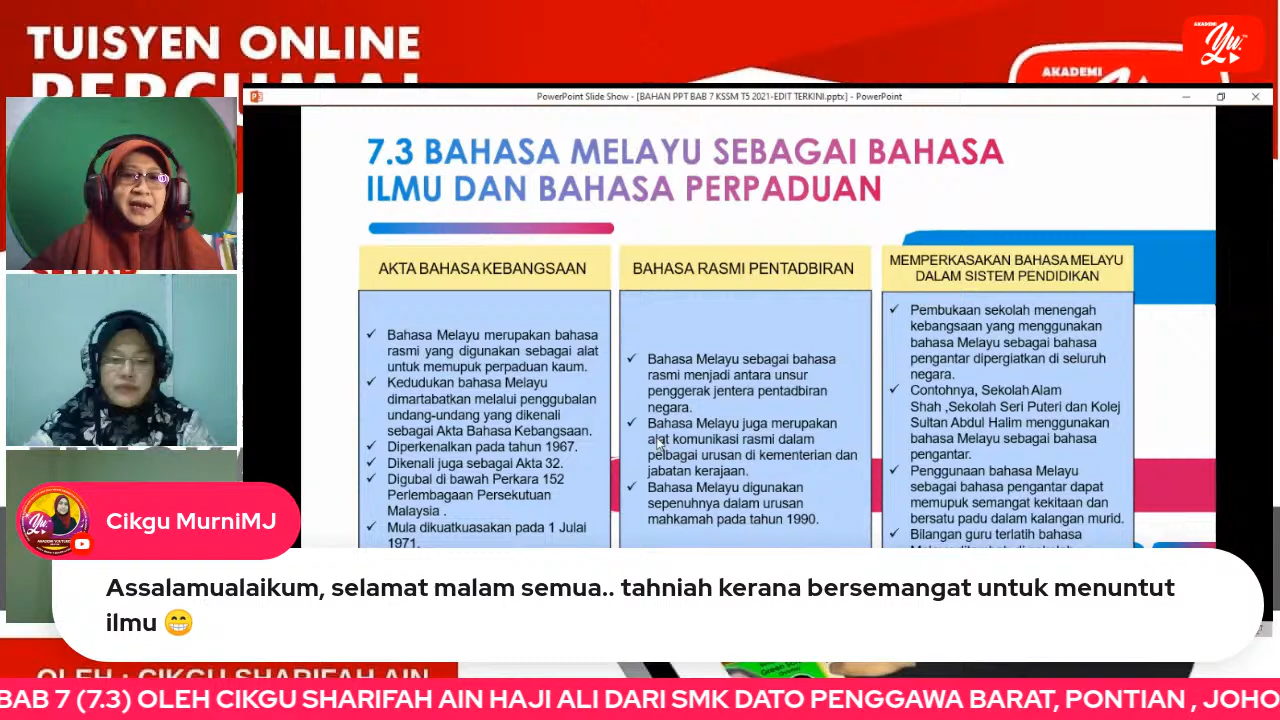 TUISYEN ONLINE
PERCUMA!
AKADEMI
Yu.
AKADEMI
PowerPoint Slide Show - [BAHAN PPT BAB 7 KSSM T5 2021-EDIT TERKINI.pptx] - PowerPoint
7.3 BAHASA MELAYU SEBAGAI BAHASA
ILMU DAN BAHASA PERPADUAN
AKTA BAHASA KEBANGSAAN
✓ Bahasa Melayu merupakan bahasa
rasmi yang digunakan sebagai alat
untuk memupuk perpaduan kaum.
✓ Kedudukan bahasa Melayu
dimartabatkan melalui penggubalan
undang-undang yang dikenali
sebagai Akta Bahasa Kebangsaan.
✓ Diperkenalkan pada tahun 1967.
✓ Dikenali juga sebagai Akta 32.
✓ Digubal di bawah Perkara 152
Perlembagaan Persekutuan
Malaysia .
✓ Mula dikuatkuasakan pada 1 Julai
1971.
BAHASA RASMI PENTADBIRAN
✓ Bahasa Melayu sebagai bahasa
rasmi menjadi antara unsur
penggerak jentera pentadbiran
negara.
✓ Bahasa Melayu juga merupakan
alat komunikasi rasmi dalam
pelbagai urusan di kementerian dan
jabatan kerajaan.
✓ Bahasa Melayu digunakan
sepenuhnya dalam urusan
mahkamah pada tahun 1990.
MEMPERKASAKAN BAHASA MELAYU
DALAM SISTEM PENDIDIKAN
✓ Pembukaan sekolah menengah
kebangsaan yang menggunakan
bahasa Melayu sebagai bahasa
pengantar dipergiatkan di seluruh
negara.
✓ Contohnya, Sekolah Alam
Shah ,Sekolah Seri Puteri dan Kolej
Sultan Abdul Halim menggunakan
bahasa Melayu sebagai bahasa
pengantar.
✓ Penggunaan bahasa Melayu
sebagai bahasa pengantar dapat
memupuk semangat kekitaan dan
bersatu padu dalam kalangan murid.
✓ Bilangan guru terlatih bahasa
Cikgu MurniMJ
Assalamualaikum, selamat malam semua.. tahniah kerana bersemangat untuk menuntut
ilmu 😁
OLEH : CIKGU SHARIFAH AIN
BAB 7 (7.3) OLEH CIKGU SHARIFAH AIN HAJI ALI DARI SMK DATO PENGGAWA BARAT, PONTIAN , JOHO